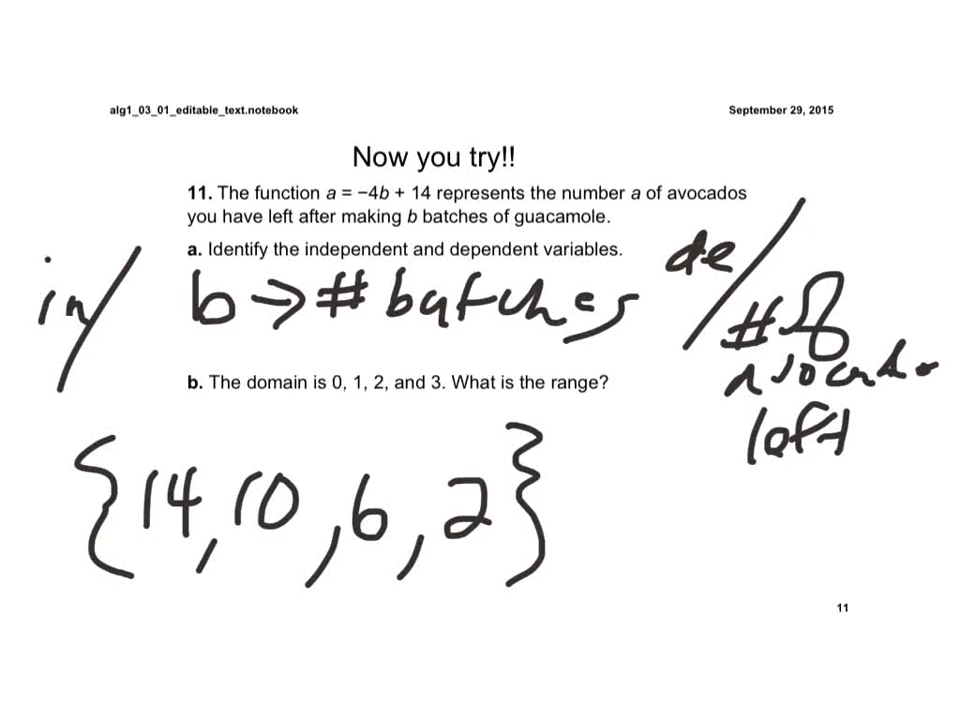 alg1_03_01_editable_text.notebook
September 29, 2015
Now you try!!
11. The function a = −4b + 14 represents the number a of avocados
you have left after making b batches of guacamole.
a. Identify the independent and dependent variables.
in/
b → # batches
de/
#
left
b. The domain is 0, 1, 2, and 3. What is the range?
{14, 10, 6, 2}
11